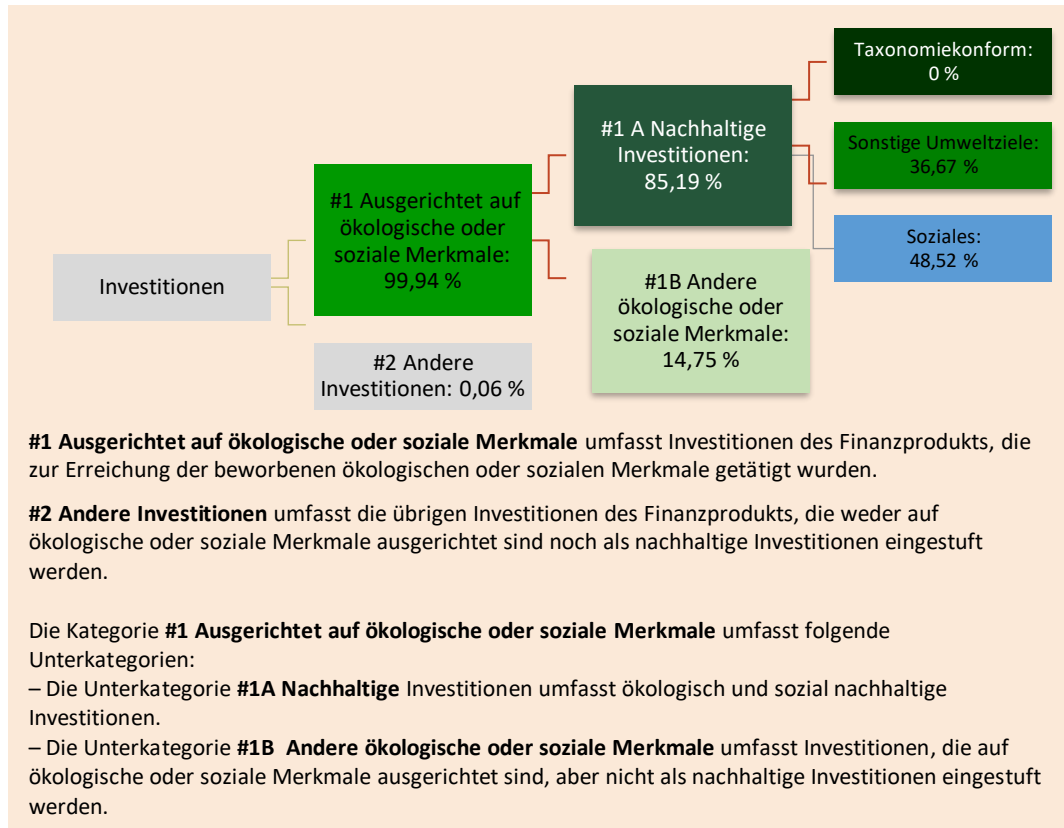 Investitionen
#1 Ausgerichtet auf
ökologische oder
soziale Merkmale:
99,94 %
#2 Andere
Investitionen: 0,06 %
#1 A Nachhaltige
Investitionen:
85,19 %
#1B Andere
ökologische oder
soziale Merkmale:
14,75 %
Taxonomiekonform:
0 %
Sonstige Umweltziele:
36,67 %
Soziales:
48,52 %
#1 Ausgerichtet auf ökologische oder soziale Merkmale umfasst Investitionen des Finanzprodukts, die
zur Erreichung der beworbenen ökologischen oder sozialen Merkmale getätigt wurden.
#2 Andere Investitionen umfasst die übrigen Investitionen des Finanzprodukts, die weder auf
ökologische oder soziale Merkmale ausgerichtet sind noch als nachhaltige Investitionen eingestuft
werden.
Die Kategorie #1 Ausgerichtet auf ökologische oder soziale Merkmale umfasst folgende
Unterkategorien:
– Die Unterkategorie #1A Nachhaltige Investitionen umfasst ökologisch und sozial nachhaltige
Investitionen.
– Die Unterkategorie #1B Andere ökologische oder soziale Merkmale umfasst Investitionen, die auf
ökologische oder soziale Merkmale ausgerichtet sind, aber nicht als nachhaltige Investitionen eingestuft
werden.